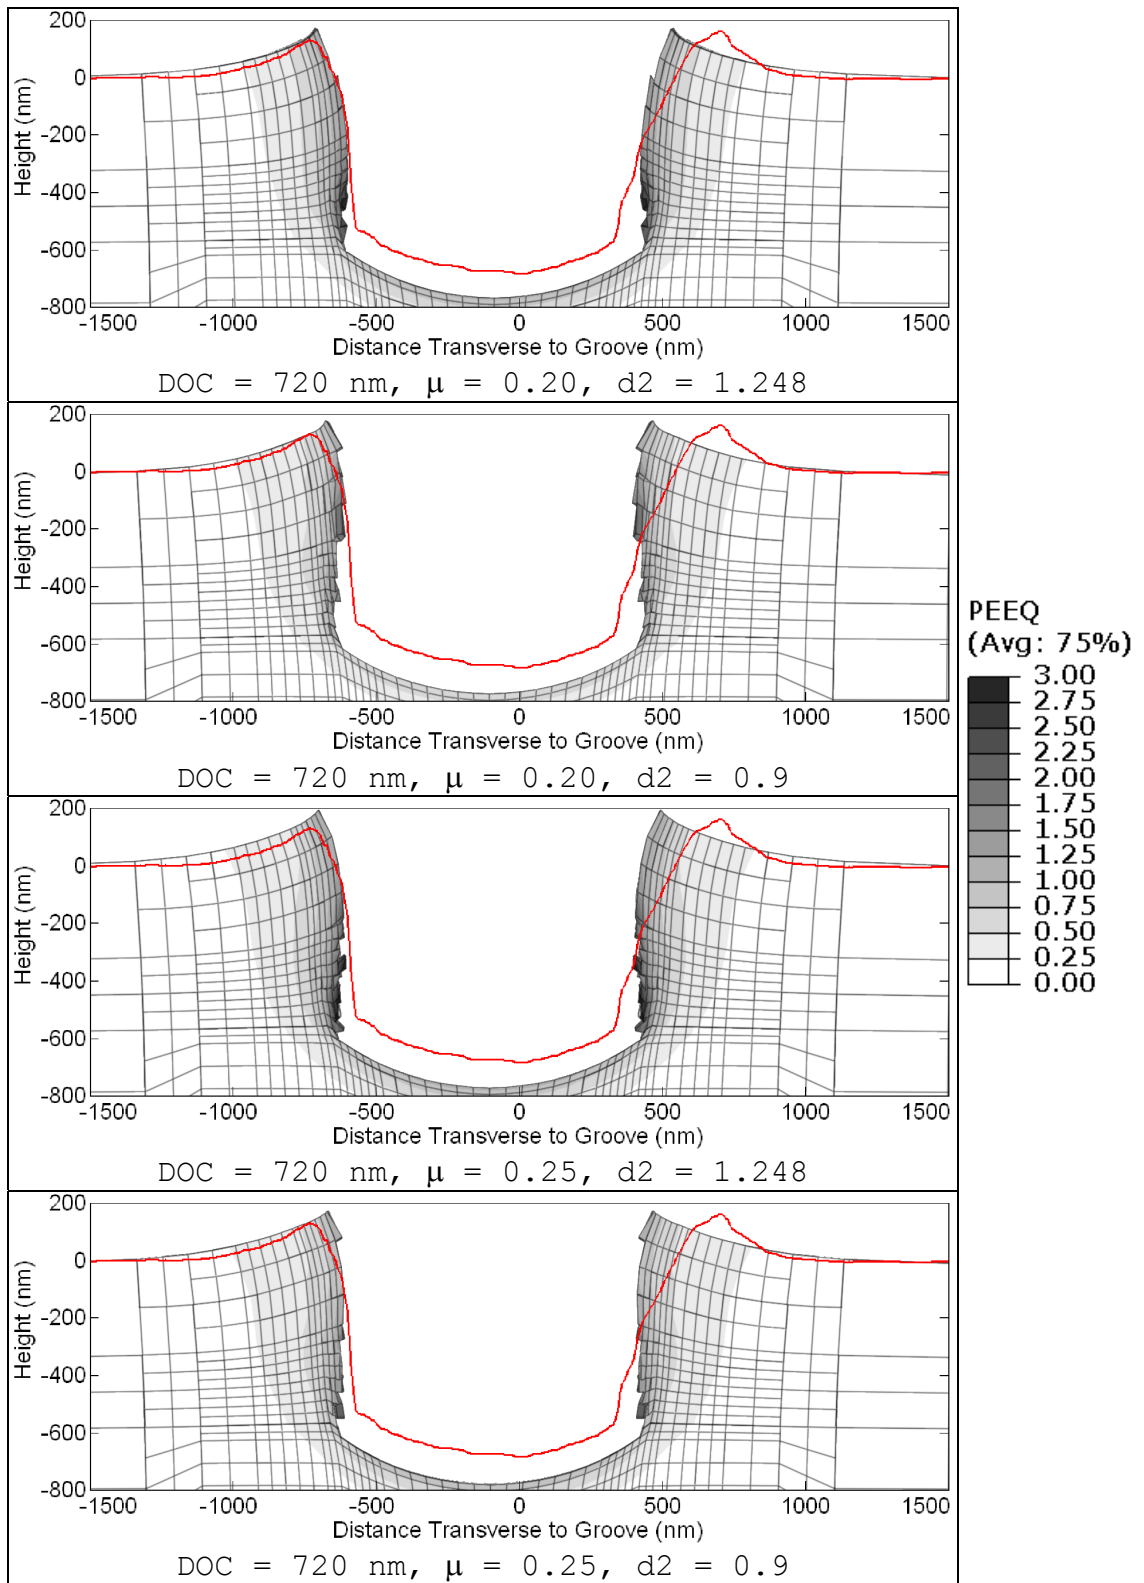 200
0
-200
-400
-600
-800
Height (nm)
-1500 -1000 -500 0 500 1000 1500
Distance Transverse to Groove (nm)
DOC = 720 nm, μ = 0.20, d2 = 1.248
200
0
-200
-400
-600
-800
Height (nm)
-1500 -1000 -500 0 500 1000 1500
Distance Transverse to Groove (nm)
DOC = 720 nm, μ = 0.20, d2 = 0.9
200
0
-200
-400
-600
-800
Height (nm)
-1500 -1000 -500 0 500 1000 1500
Distance Transverse to Groove (nm)
DOC = 720 nm, μ = 0.25, d2 = 1.248
200
0
-200
-400
-600
-800
Height (nm)
-1500 -1000 -500 0 500 1000 1500
Distance Transverse to Groove (nm)
DOC = 720 nm, μ = 0.25, d2 = 0.9
PEEQ
(Avg: 75%)
3.00
2.75
2.50
2.25
2.00
1.75
1.50
1.25
1.00
0.75
0.50
0.25
0.00